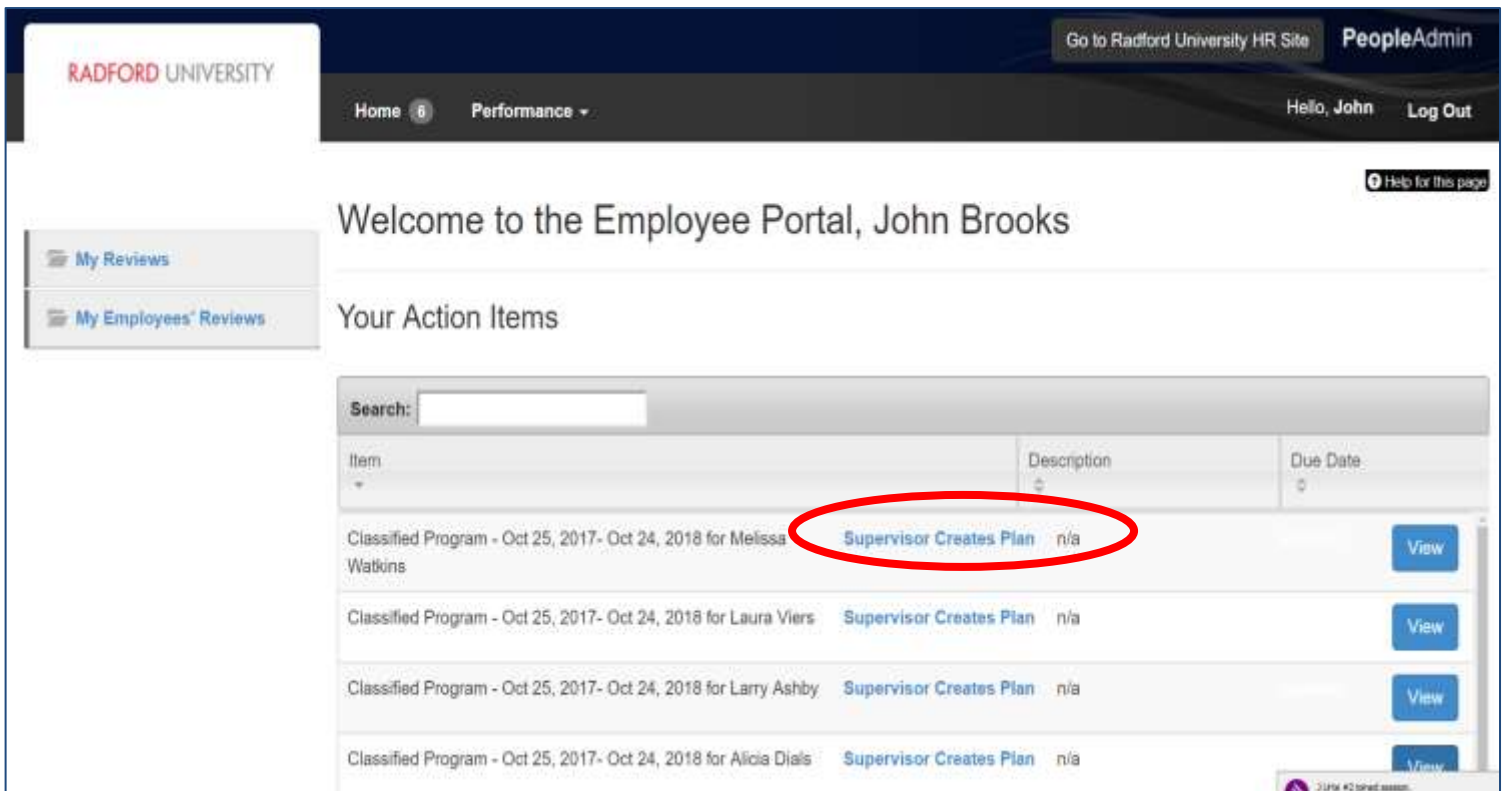 Go to Radford University HR Site PeopleAdmin
RADFORD UNIVERSITY
Home 6 Performance Hello, John Log Out
Help for this page
Welcome to the Employee Portal, John Brooks
My Reviews
My Employees' Reviews
Your Action Items
Search:
Item Description Due Date
Classified Program - Oct 25, 2017- Oct 24, 2018 for Melissa Supervisor Creates Plan n/a View
Watkins
Classified Program - Oct 25, 2017- Oct 24, 2018 for Laura Viers Supervisor Creates Plan n/a View
Classified Program - Oct 25, 2017- Oct 24, 2018 for Larry Ashby Supervisor Creates Plan n/a View
Classified Program - Oct 25, 2017- Oct 24, 2018 for Alicia Dials Supervisor Creates Plan n/a View